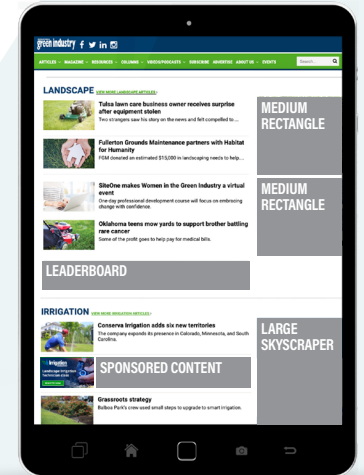 green industry
ARTICLES MAGAZINE RESOURCES COLUMNS VIDEOS/PODCASTS SUBSCRIBE ADVERTISE ABOUT US EVENTS Search...
LANDSCAPE VIEW MORE LANDSCAPE ARTICLES
Tulsa lawn care business owner receives surprise
after equipment stolen
Two strangers saw his story on the news and felt compelled to ...
MEDIUM
RECTANGLE
Fullerton Grounds Maintenance partners with Habitat
for Humanity
FGM donated an estimated $15,000 in landscaping needs to help...
SiteOne makes Women in the Green Industry a virtual
event
One-day professional development course will focus on embracing
change with confidence.
MEDIUM
RECTANGLE
Oklahoma teens mow yards to support brother battling
rare cancer
Some of the profit goes to help pay for medical bills.
LEADERBOARD
IRRIGATION VIEW MORE IRRIGATION ARTICLES
Conserva Irrigation adds six new territories
The company expands its presence in Colorado, Minnesota, and South
Carolina.
LARGE
SKYSCRAPER
Irrigation
Landscape Irrigation
Technician
SPONSORED CONTENT
Grassroots strategy
Balboa Park's crew used small steps to upgrade to smart irrigation.